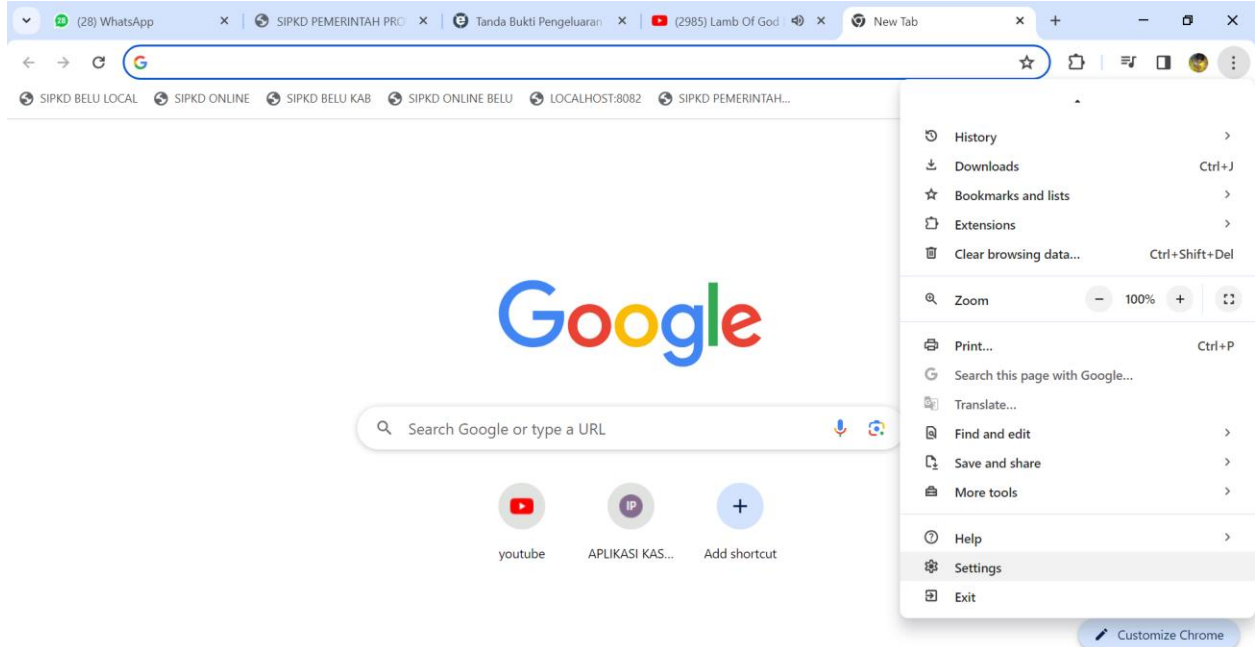 28 (28) WhatsApp
SIPKD PEMERINTAH PRO
Tanda Bukti Pengeluaran
(2985) Lamb Of God
New Tab
SIPKD BELU LOCAL
SIPKD ONLINE
SIPKD BELU KAB
SIPKD ONLINE BELU
LOCALHOST:8082
SIPKD PEMERINTAH...
History
Downloads Ctrl+J
Bookmarks and lists
Extensions
Clear browsing data... Ctrl+Shift+Del
Zoom - 100% +
Print... Ctrl+P
Search this page with Google...
Translate...
Find and edit
Save and share
More tools
Help
Settings
Exit
Google
Search Google or type a URL
youtube
IP
APLIKASI KAS...
Add shortcut
Customize Chrome